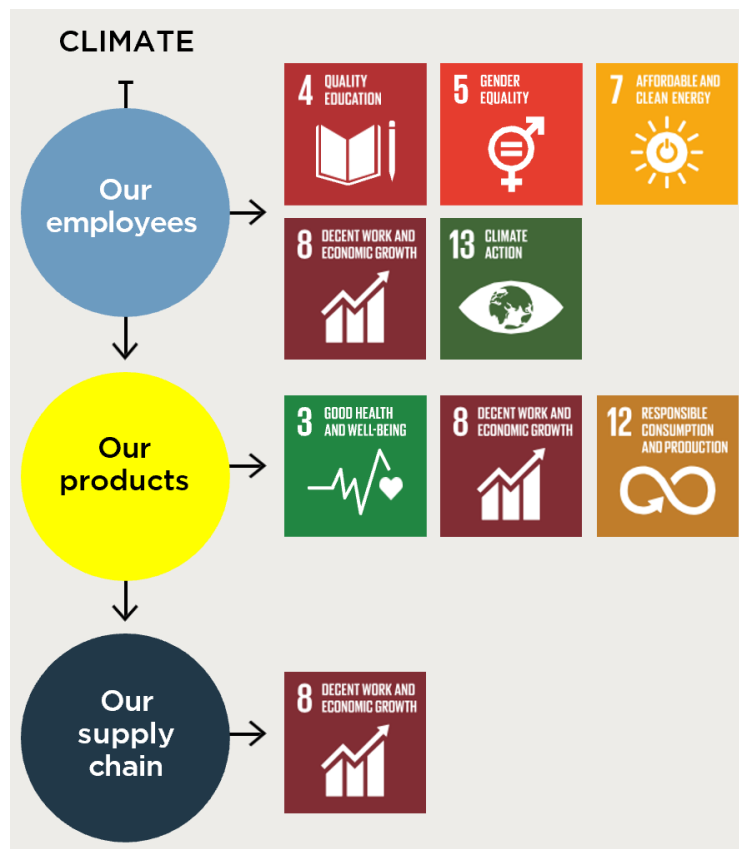 CLIMATE
Our
employees
4 QUALITY
EDUCATION
5 GENDER
EQUALITY
7 AFFORDABLE AND
CLEAN ENERGY
8 DECENT WORK AND
ECONOMIC GROWTH
13 CLIMATE
ACTION
Our
products
3 GOOD HEALTH
AND WELL-BEING
8 DECENT WORK AND
ECONOMIC GROWTH
12 RESPONSIBLE
CONSUMPTION
AND PRODUCTION
Our
supply
chain
8 DECENT WORK AND
ECONOMIC GROWTH